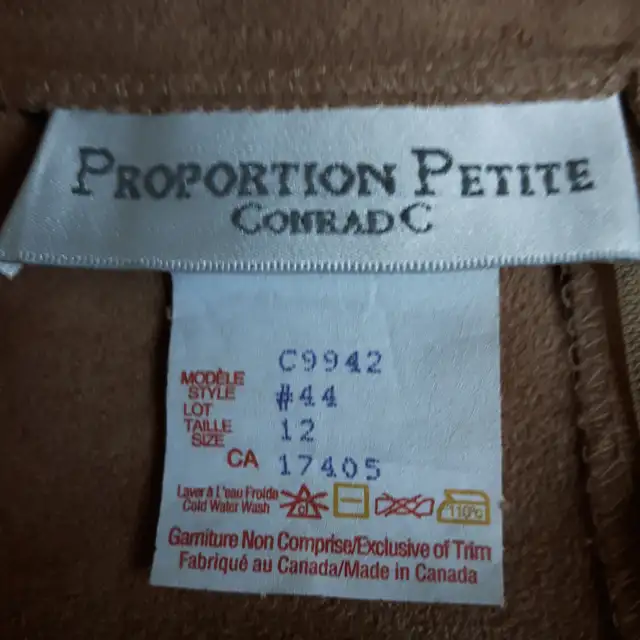 PROPORTION PETITE
CONRAD C
MODÈLE STYLE C9942
LOT #44
TAILLE SIZE 12
CA 17405
Laver à L'eau Froide
Cold Water Wash
110ºc
Garniture Non Comprise/Exclusive of Trim
Fabriqué au Canada/Made in Canada